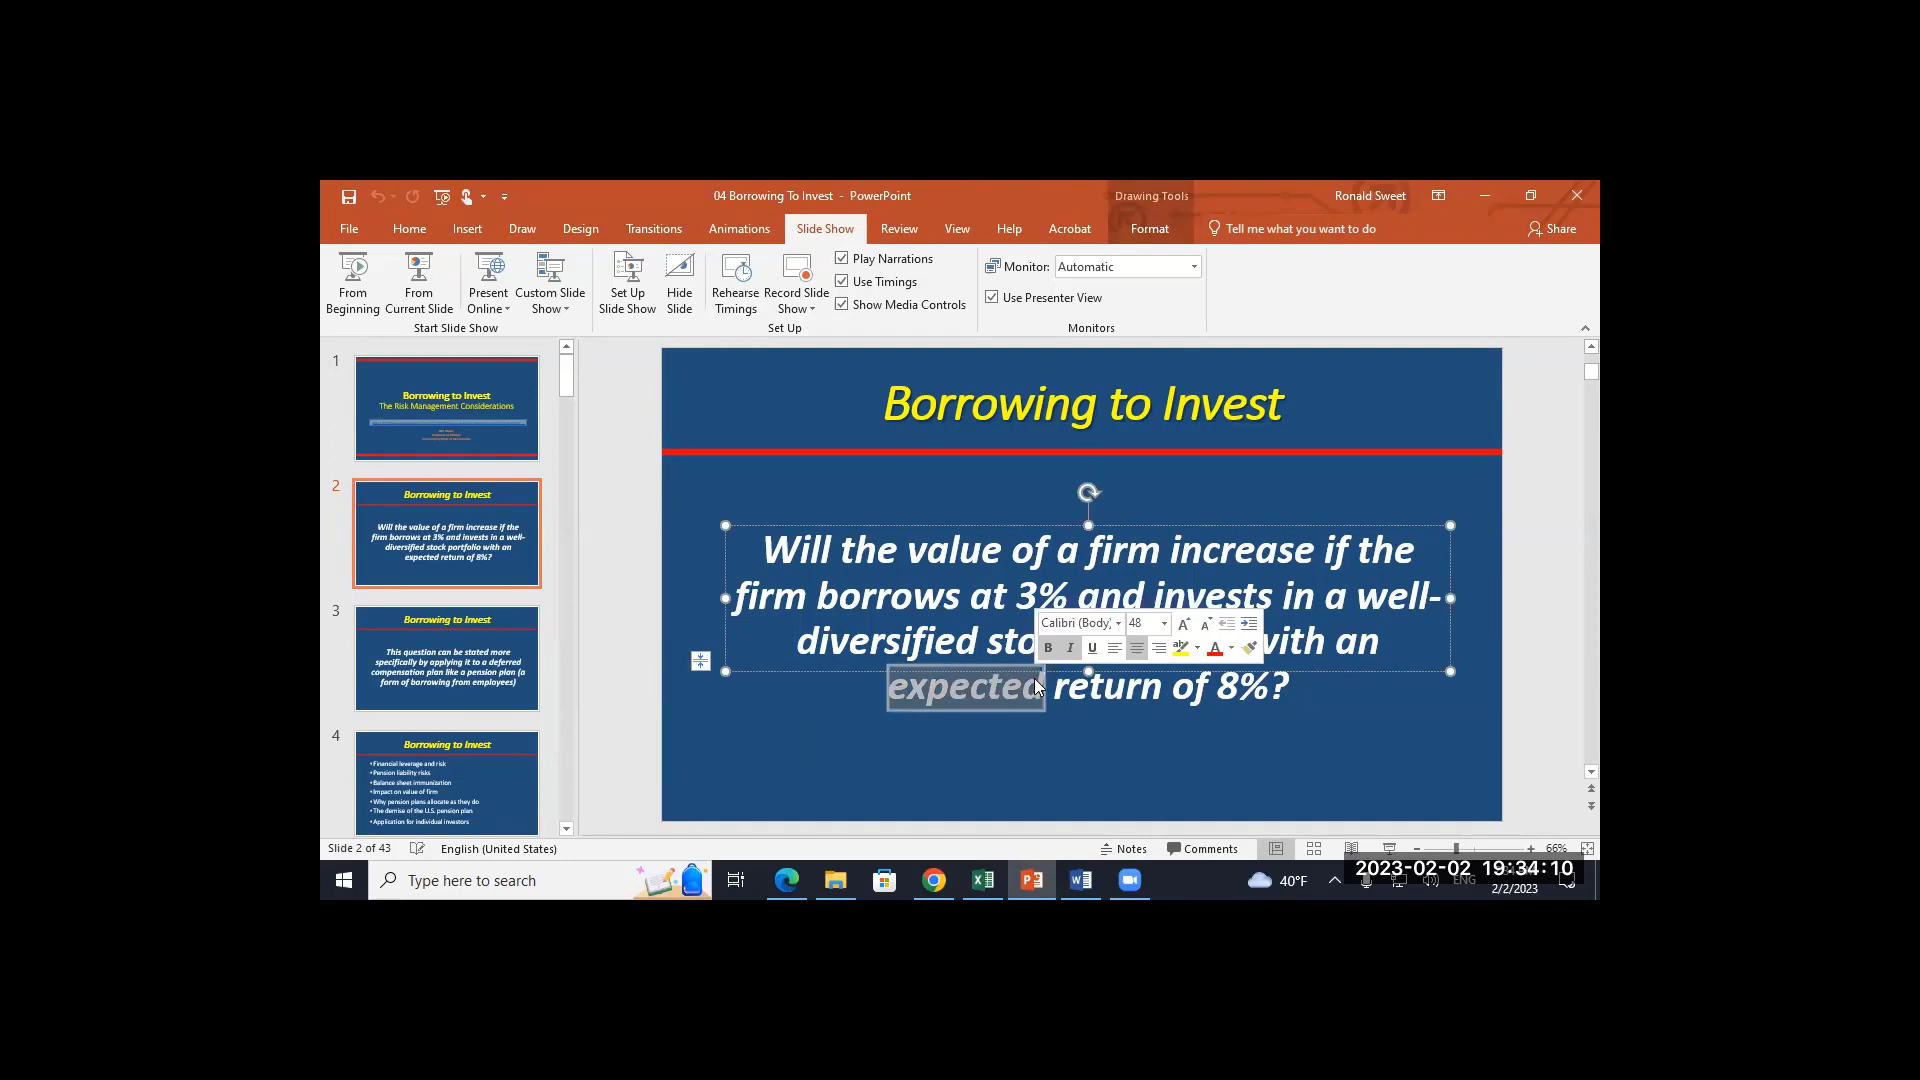 04 Borrowing To Invest - PowerPoint
Drawing Tools
Ronald Sweet
File Home Insert Draw Design Transitions Animations Slide Show Review View Help Acrobat Format Tell me what you want to do Share
From Beginning
From Current Slide
Present Online
Custom Slide Show
Start Slide Show
Set Up Slide Show
Hide Slide
Rehearse Timings
Record Slide Show
Play Narrations
Use Timings
Show Media Controls
Set Up
Monitor: Automatic
Use Presenter View
Monitors
1
Borrowing to Invest
The Risk Management Considerations
2
Borrowing to Invest
Will the value of a firm increase if the
firm borrows at 3% and invests in a well-
diversified stock portfolio with an
expected return of 8%?
3
Borrowing to Invest
This question can be stated more
specifically by applying it to a deferred
compensation plan like a pension plan (a
form of borrowing from employees)
4
Borrowing to Invest
• Financial leverage and risk
• Pension liability risks
• Balance sheet immunization
• Impact on value of firm
• Why pension plans allocate as they do
• The demise of the U.S. pension plan
• Application for individual investors
Borrowing to Invest
Will the value of a firm increase if the
firm borrows at 3% and invests in a well-
diversified sto with an
expected return of 8%?
Calibri (Body) 48
B I U
Slide 2 of 43 English (United States) Notes Comments 66%
Type here to search
40°F
ENG
2023-02-02 19:34:10
2/2/2023